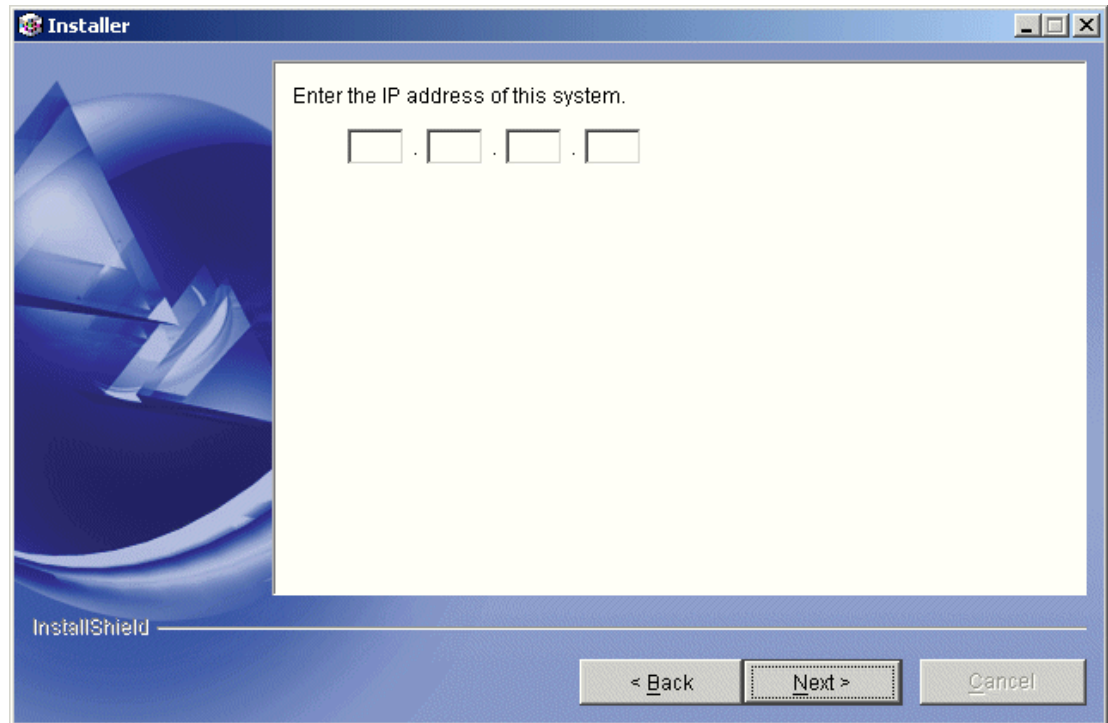 Installer
Enter the IP address of this system.
. . .
InstallShield
< Back Next > Cancel